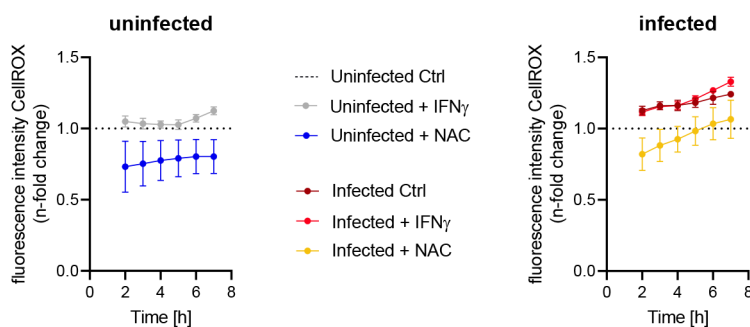 uninfected
fluorescence intensity CellROX
(n-fold change)
1.5
1.0
0.5
0.0
0 2 4 6 8
Time [h]
Uninfected Ctrl
Uninfected + IFNγ
Uninfected + NAC
Infected Ctrl
Infected + IFNγ
Infected + NAC
infected
fluorescence intensity CellROX
(n-fold change)
1.5
1.0
0.5
0.0
0 2 4 6 8
Time [h]